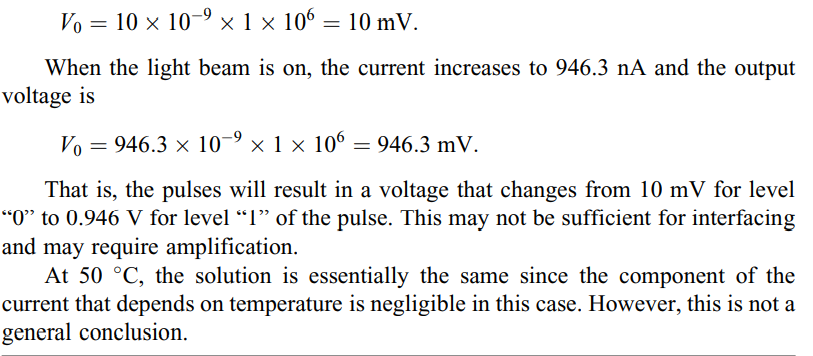 V₀ = 10 × 10⁻⁹ × 1 × 10⁶ = 10 mV.
When the light beam is on, the current increases to 946.3 nA and the output
voltage is
V₀ = 946.3 × 10⁻⁹ × 1 × 10⁶ = 946.3 mV.
That is, the pulses will result in a voltage that changes from 10 mV for level
“0” to 0.946 V for level “1” of the pulse. This may not be sufficient for interfacing
and may require amplification.
At 50 °C, the solution is essentially the same since the component of the
current that depends on temperature is negligible in this case. However, this is not a
general conclusion.